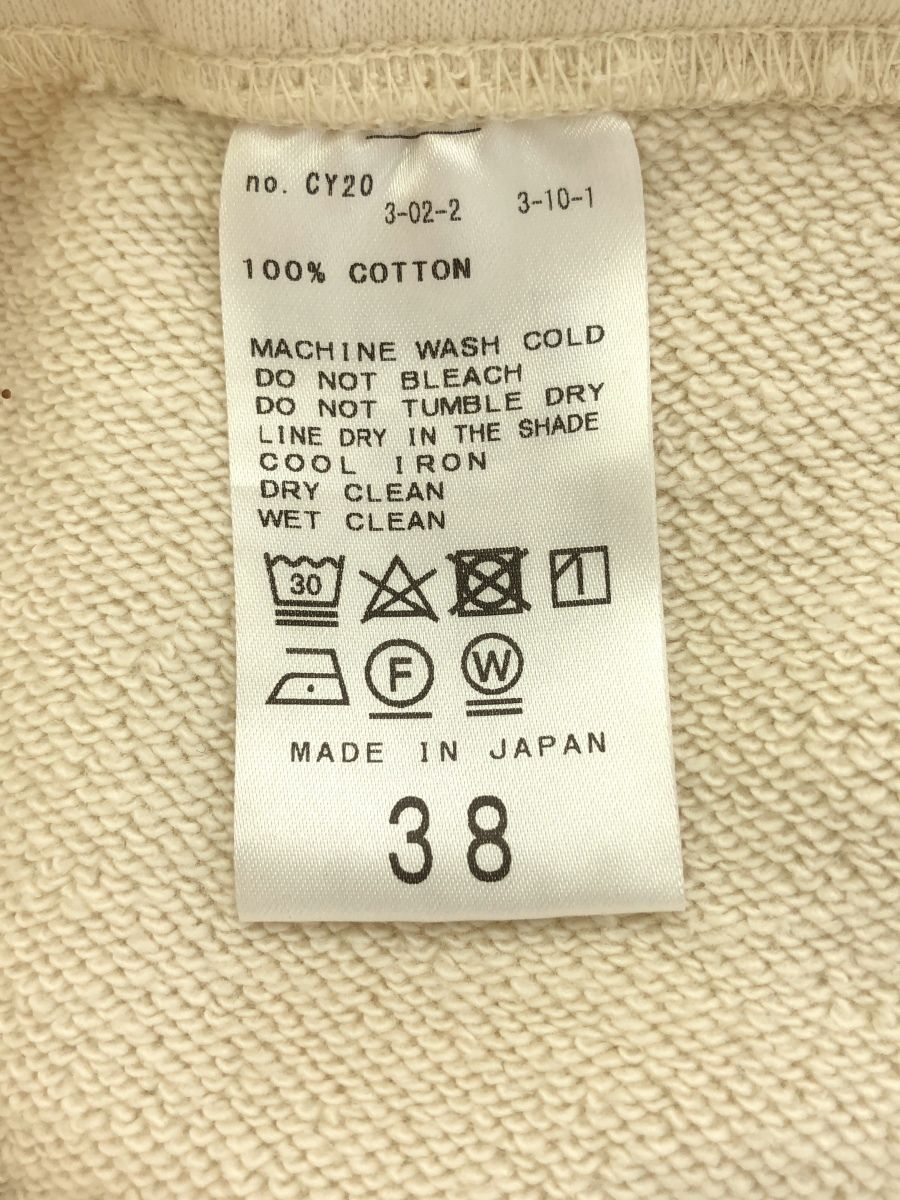 no. CY20
3-02-2 3-10-1
100% COTTON
MACHINE WASH COLD
DO NOT BLEACH
DO NOT TUMBLE DRY
LINE DRY IN THE SHADE
COOL IRON
DRY CLEAN
WET CLEAN
30
F W
MADE IN JAPAN
38